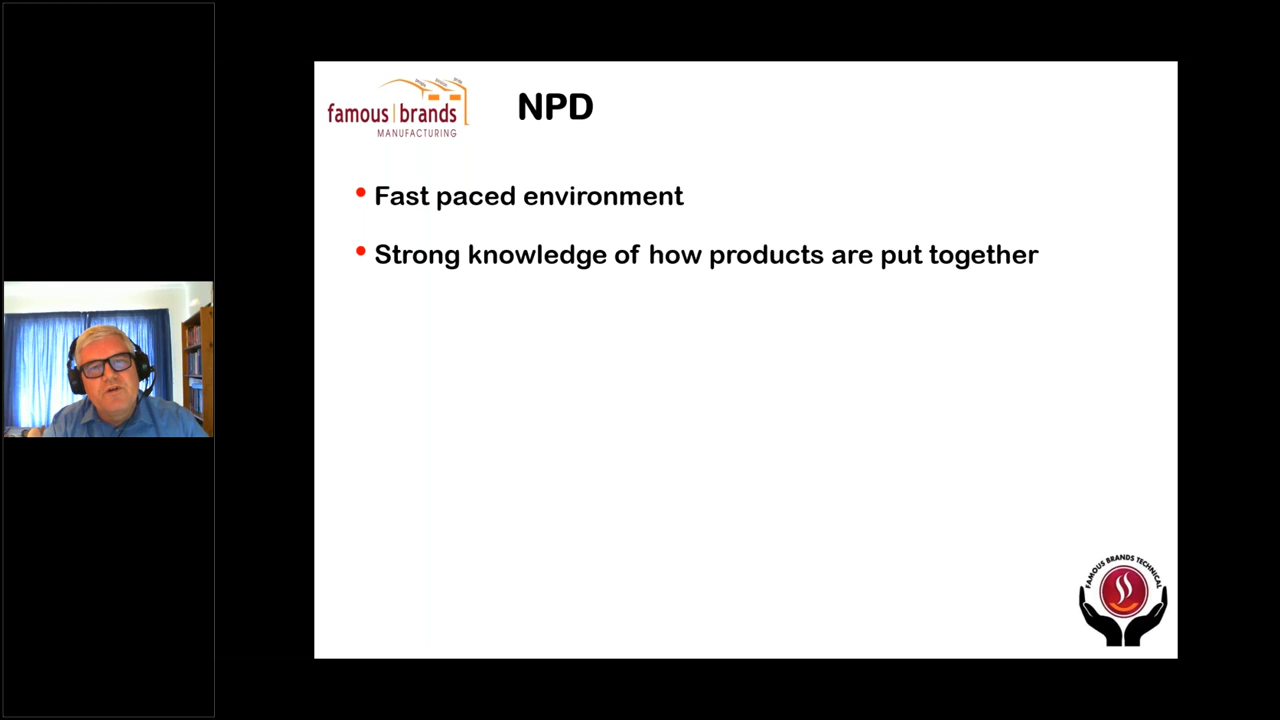 famous brands
MANUFACTURING
NPD
• Fast paced environment
• Strong knowledge of how products are put together
FAMOUS BRANDS TECHNICAL